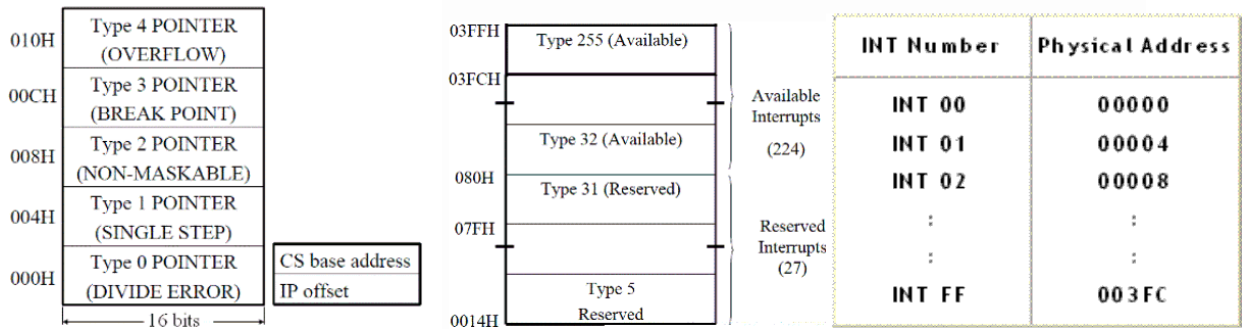 010H
Type 4 POINTER
(OVERFLOW)
00CH
Type 3 POINTER
(BREAK POINT)
008H
Type 2 POINTER
(NON-MASKABLE)
004H
Type 1 POINTER
(SINGLE STEP)
000H
Type 0 POINTER
(DIVIDE ERROR)
CS base address
IP offset
16 bits
03FFH
Type 255 (Available)
03FCH
Type 32 (Available)
080H
Type 31 (Reserved)
07FH
Type 5
Reserved
0014H
Available
Interrupts
(224)
Reserved
Interrupts
(27)
INT Number Physical Address
INT 00 00000
INT 01 00004
INT 02 00008
: :
: :
INT FF 003FC